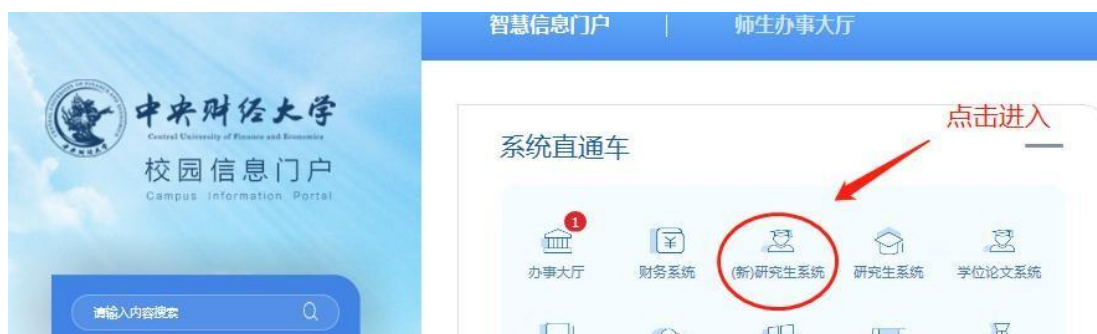 智慧信息门户 | 师生办事大厅
中央财经大学
Central University of Finance and Economics
校园信息门户
Campus Information Portal
请输入内容搜索
点击进入
系统直通车
1
办事大厅 财务系统 (新)研究生系统 研究生系统 学位论文系统